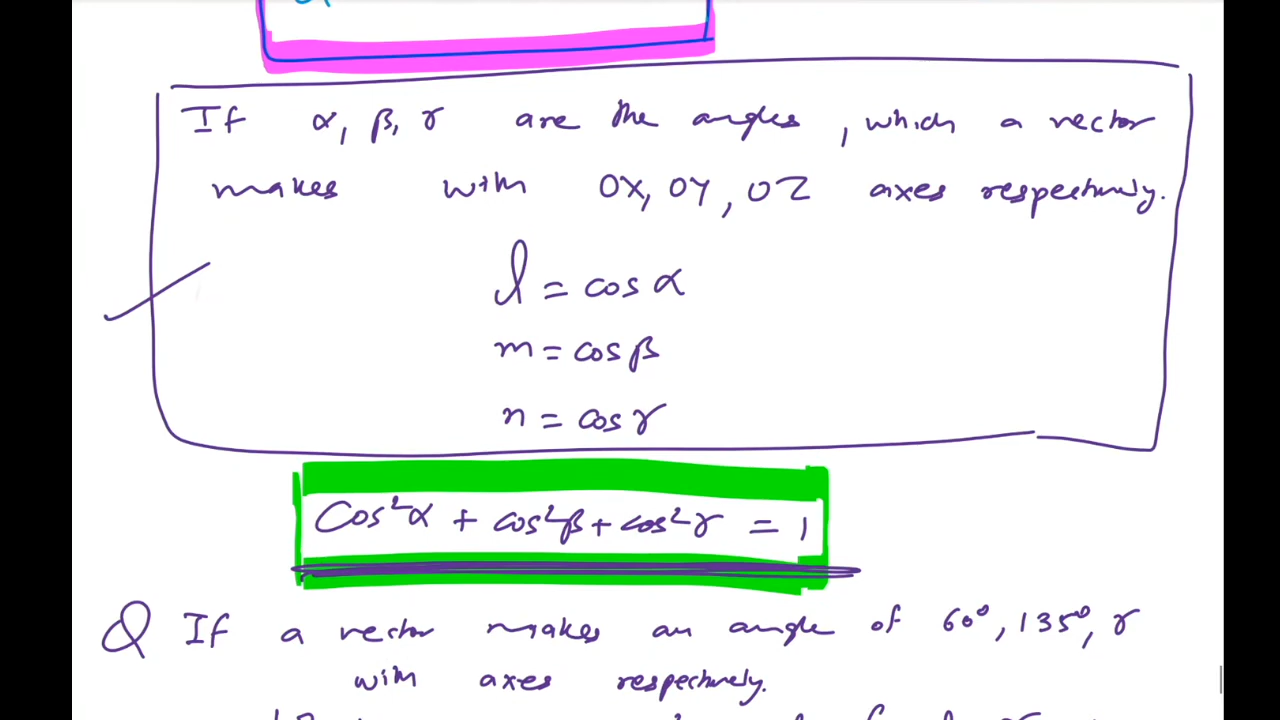 If α, β, γ are the angles, which a vector
makes with OX, OY, OZ axes respectively.
l = cos α
m = cos β
n = cos γ
Cos²α + cos²β + cos²γ = 1
Q If a vector makes an angle of 60°, 135°, γ
with axes respectively.